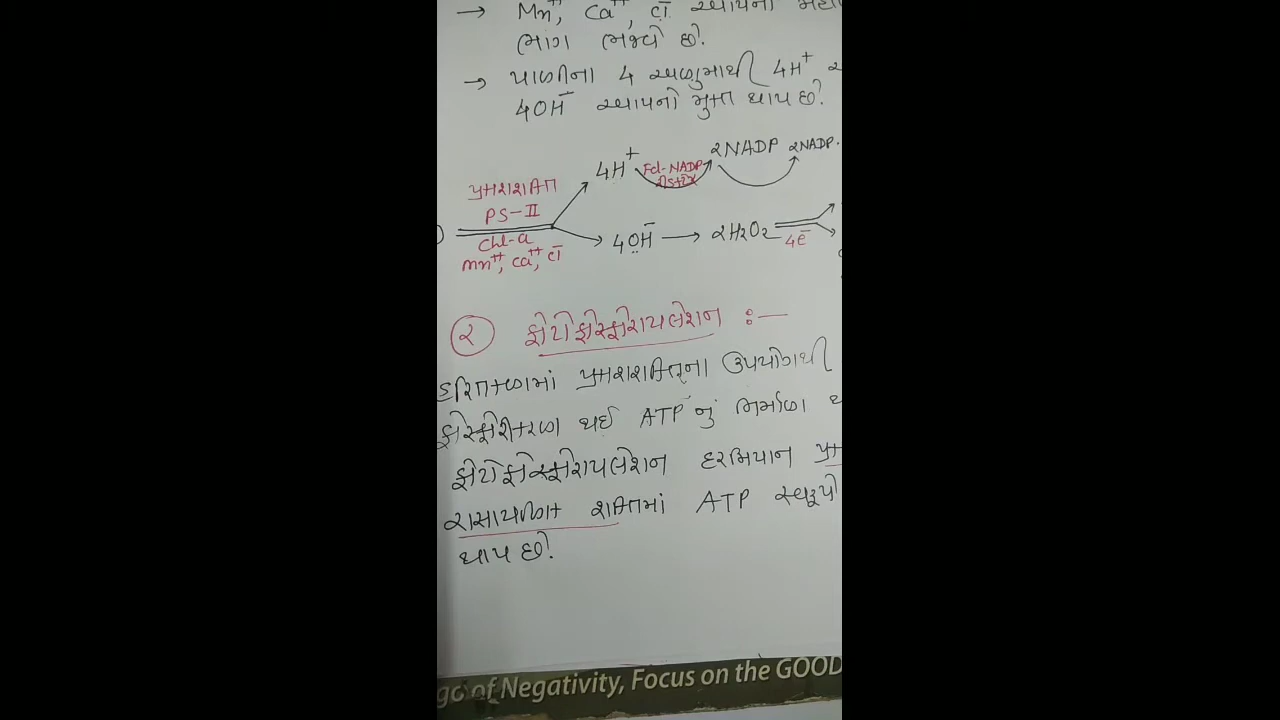 → Mn⁺⁺, Ca⁺⁺, Cl⁻ આયનો
ભાગ ભજવે છે.
→ પાણીના 4 અણુમાથી 4H⁺
4OH⁻ આયનો મુક્ત થાય છે.
પ્રકાશશક્તિ
PS-II
Chl-a
Mn⁺⁺, Ca⁺⁺, Cl⁻
4H⁺ Fd-NADP 2NADP 2NADP.
4OH⁻ → 2H₂O₂ 4e⁻
૨ ફોટોફોસ્ફોરાયલેશન :-
હરિતકણમાં પ્રકાશશક્તિના ઉપયોગથી
ફોસ્ફોરીકરણ થઈ ATP નું નિર્માણ થ
ફોટોફોસ્ફોરાયલેશન દરમિયાન
રાસાયણિક શક્તિમાં ATP સ્વરૂપે
થાય છે.
go of Negativity, Focus on the GOOD